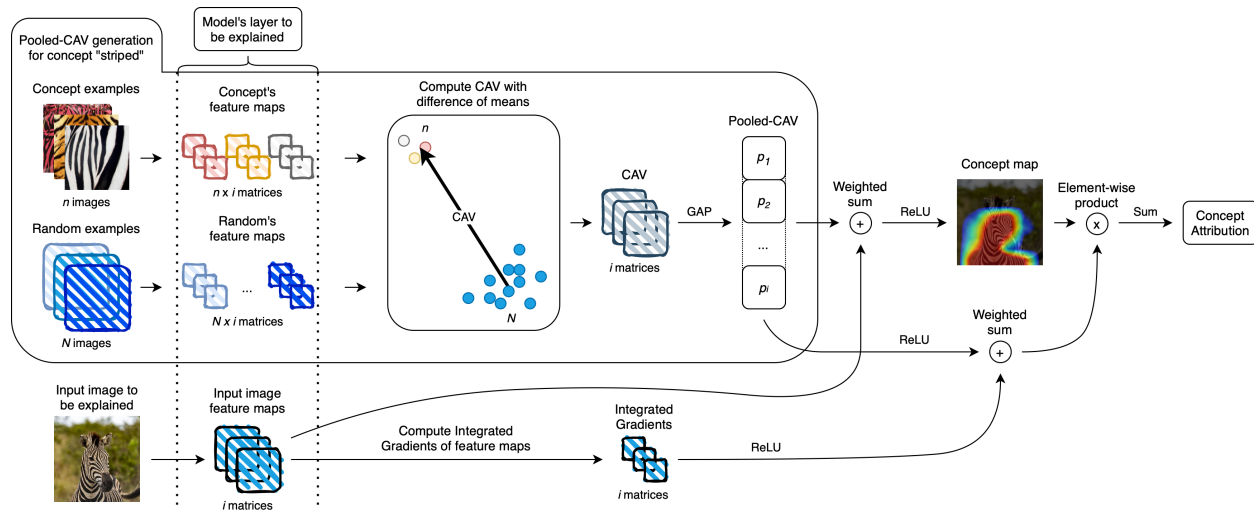 Model's layer to
be explained
Pooled-CAV generation
for concept "striped"
Concept examples
n images
Random examples
N images
Concept's
feature maps
n x i matrices
Random's
feature maps
...
N x i matrices
Compute CAV with
difference of means
n
CAV
N
CAV
i matrices
GAP
Pooled-CAV
p1
p2
...
pi
Weighted
sum
+
ReLU
Concept map
Element-wise
product
x
Sum
Concept
Attribution
ReLU
Weighted
sum
+
Input image to
be explained
Input image
feature maps
i matrices
Compute Integrated
Gradients of feature maps
Integrated
Gradients
i matrices
ReLU